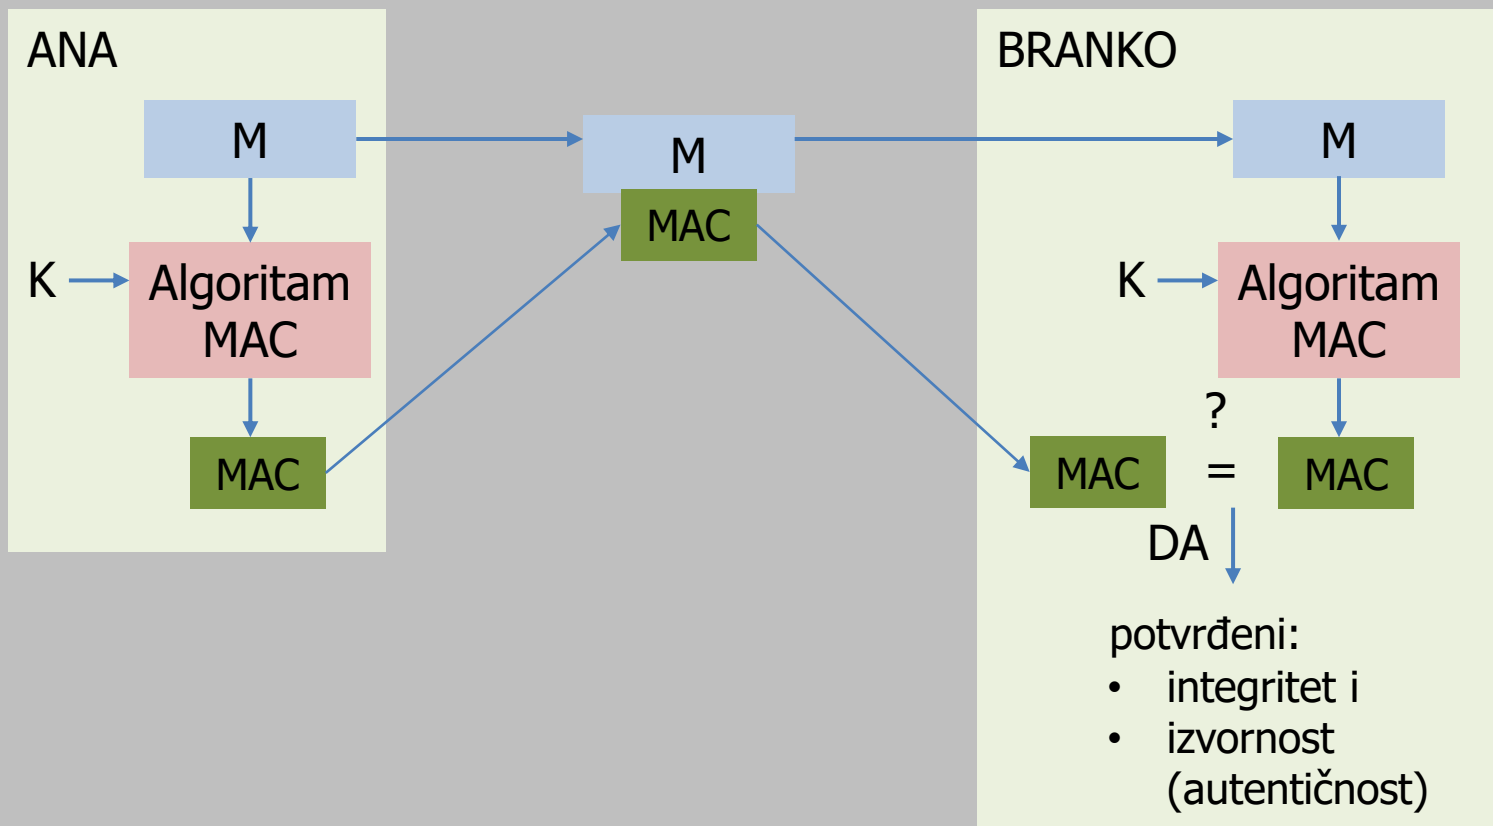 ANA
M
K
Algoritam
MAC
MAC
M
MAC
BRANKO
M
K
Algoritam
MAC
?
MAC
=
MAC
DA
potvrđeni:
• integritet i
• izvornost
(autentičnost)